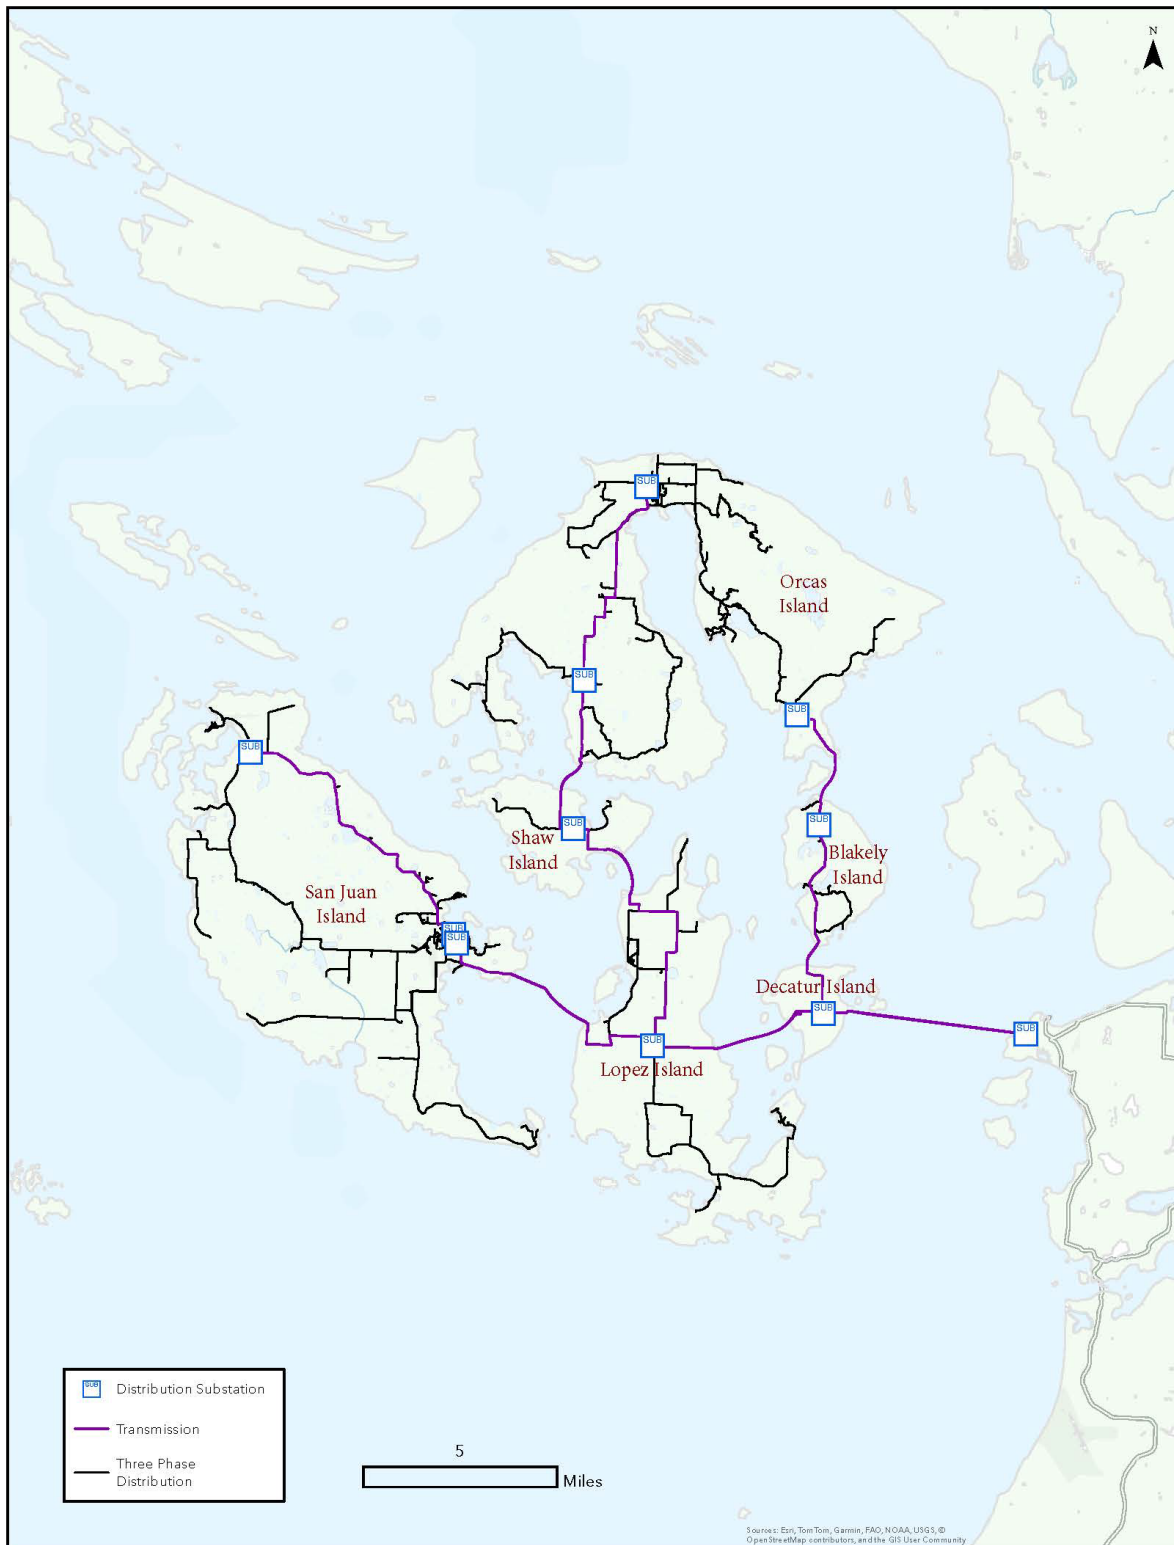 N
SUB
Orcas
Island
SUB
SUB
SUB
SUB
Shaw
Island
SUB
Blakely
Island
San Juan
Island
SUB
SUB
Decatur Island
SUB
SUB
SUB
Lopez Island
SUB Distribution Substation
Transmission
Three Phase
Distribution
5
Miles
Sources: Esri, TomTom, Garmin, FAO, NOAA, USGS, ©
OpenStreetMap contributors, and the GIS User Community